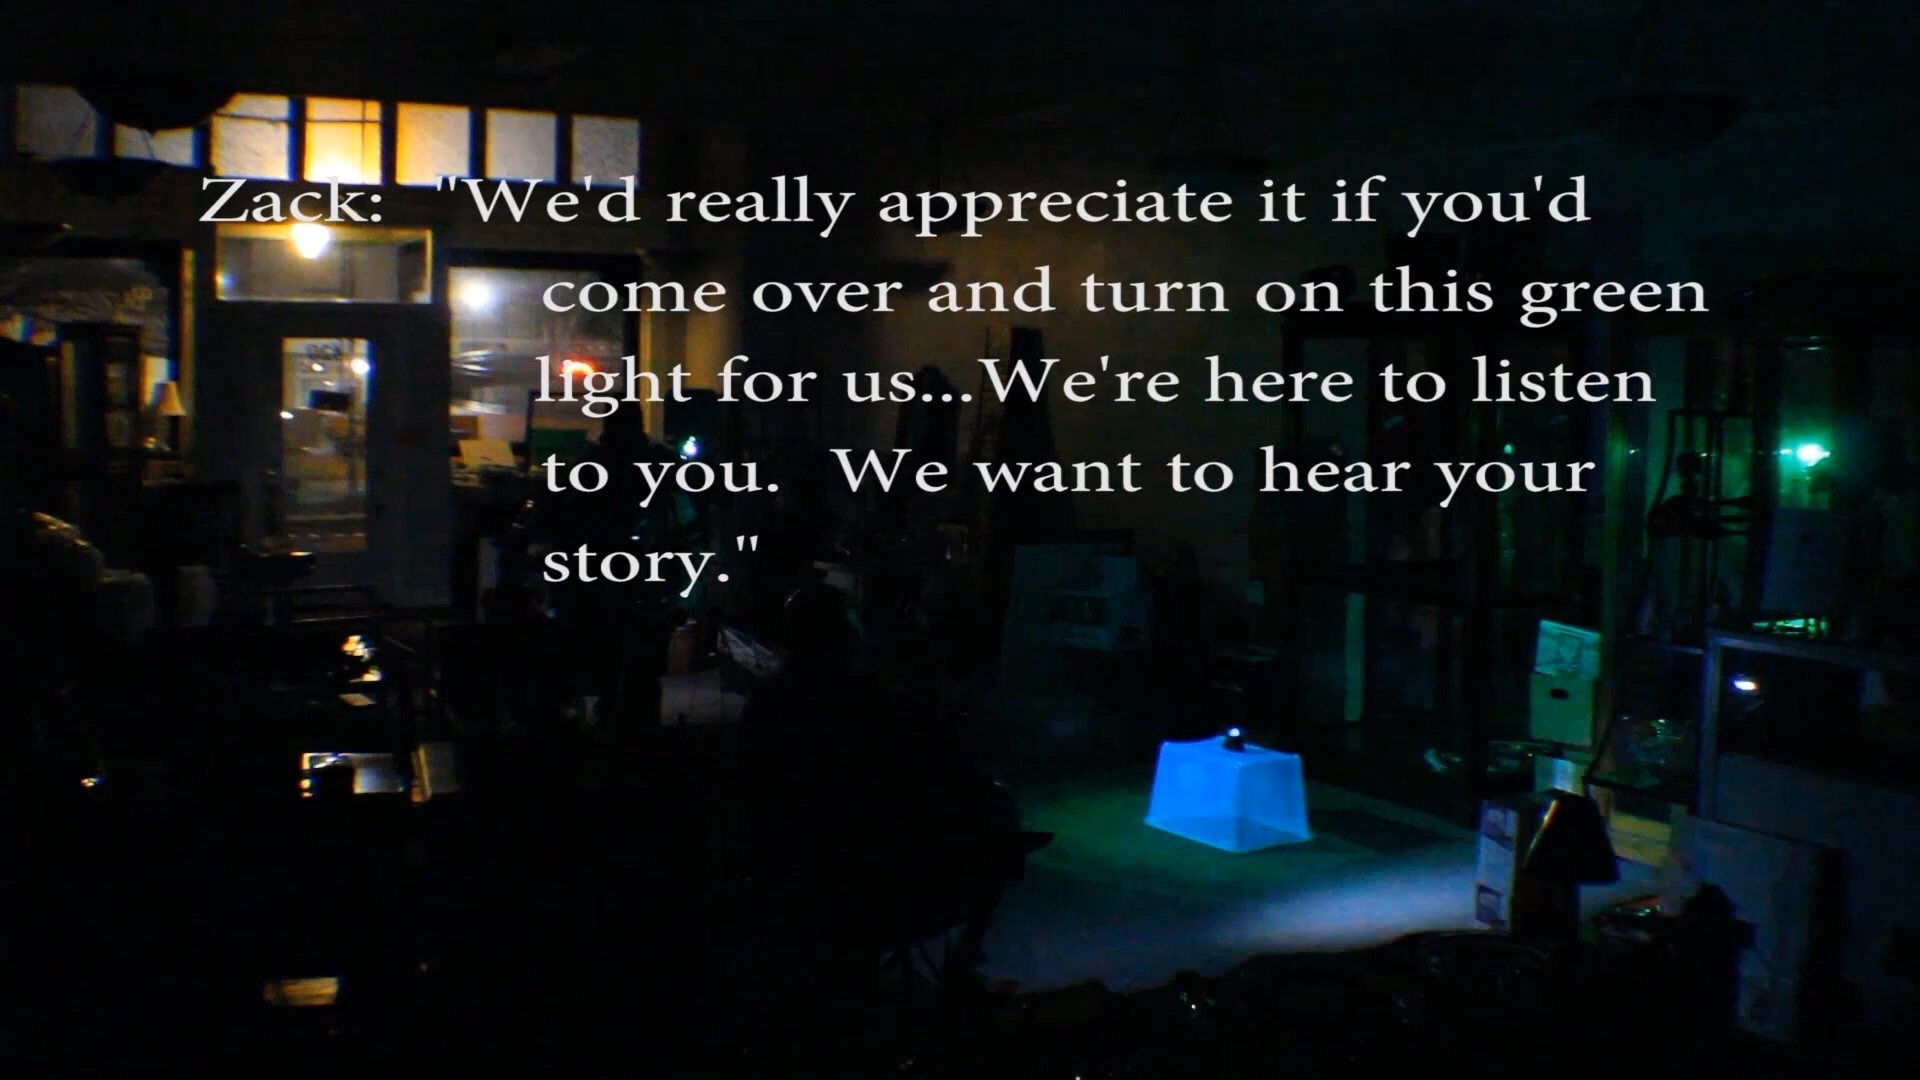 Zack: "We'd really appreciate it if you'd
come over and turn on this green
light for us...We're here to listen
to you. We want to hear your
story."